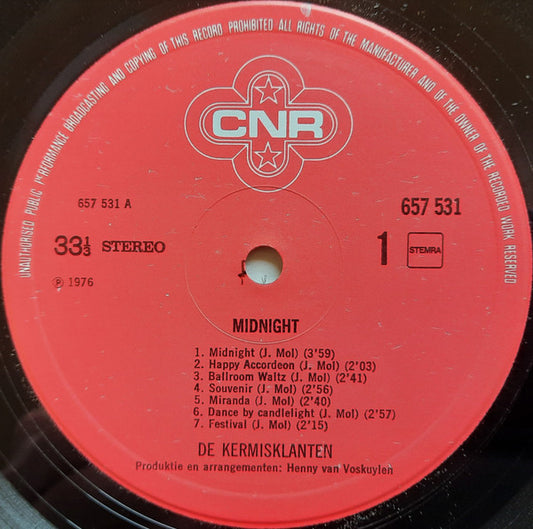 UNAUTHORISED PUBLIC PERFORMANCE BROADCASTING AND COPYING OF THIS RECORD PROHIBITED ALL RIGHTS OF THE MANUFACTURER AND OF THE OWNER OF THE RECORDED WORK RESERVED
CNR
657 531 A
657 531
33⅓ STEREO
1
STEMRA
℗ 1976
MIDNIGHT
1. Midnight (J. Mol) (3'59)
2. Happy Accordeon (J. Mol) (2'03)
3. Ballroom Waltz (J. Mol) (2'41)
4. Souvenir (J. Mol) (2'56)
5. Miranda (J. Mol) (2'40)
6. Dance by candlelight (J. Mol) (2'57)
7. Festival (J. Mol) (2'15)
DE KERMISKLANTEN
Produktie en arrangementen: Henny van Voskuylen